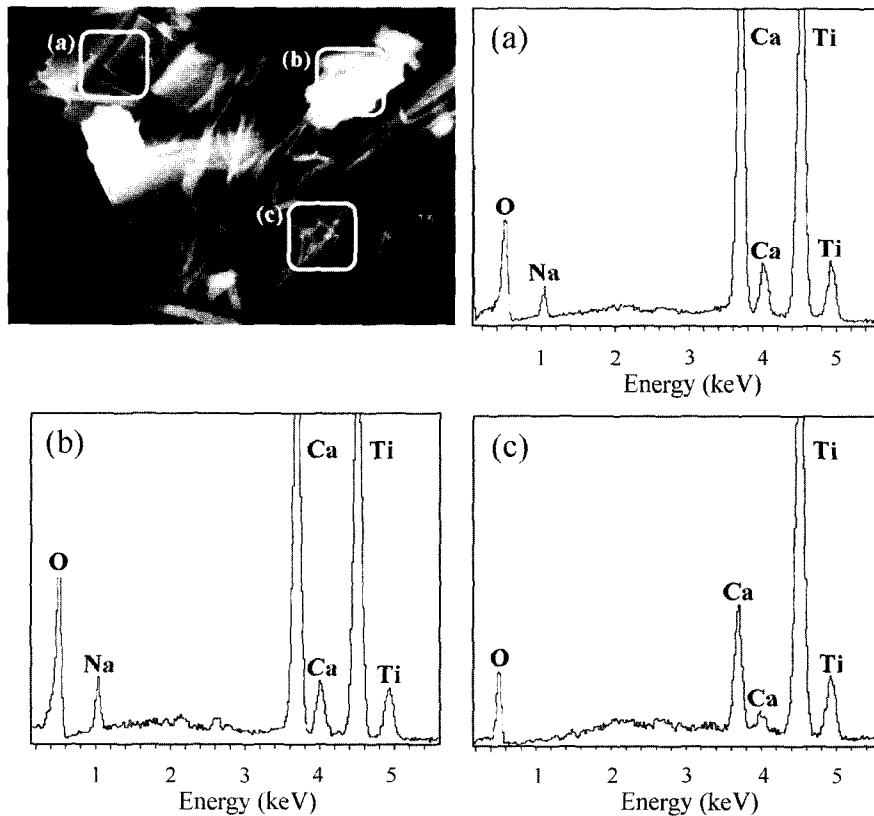 (a)
(b)
(c)
(a)
Ca Ti
O
Na
Ca
Ti
1 2 3 4 5
Energy (keV)
(b)
Ca Ti
O
Na
Ca
Ti
1 2 3 4 5
Energy (keV)
(c)
Ti
Ca
O
Ca
Ti
1 2 3 4 5
Energy (keV)